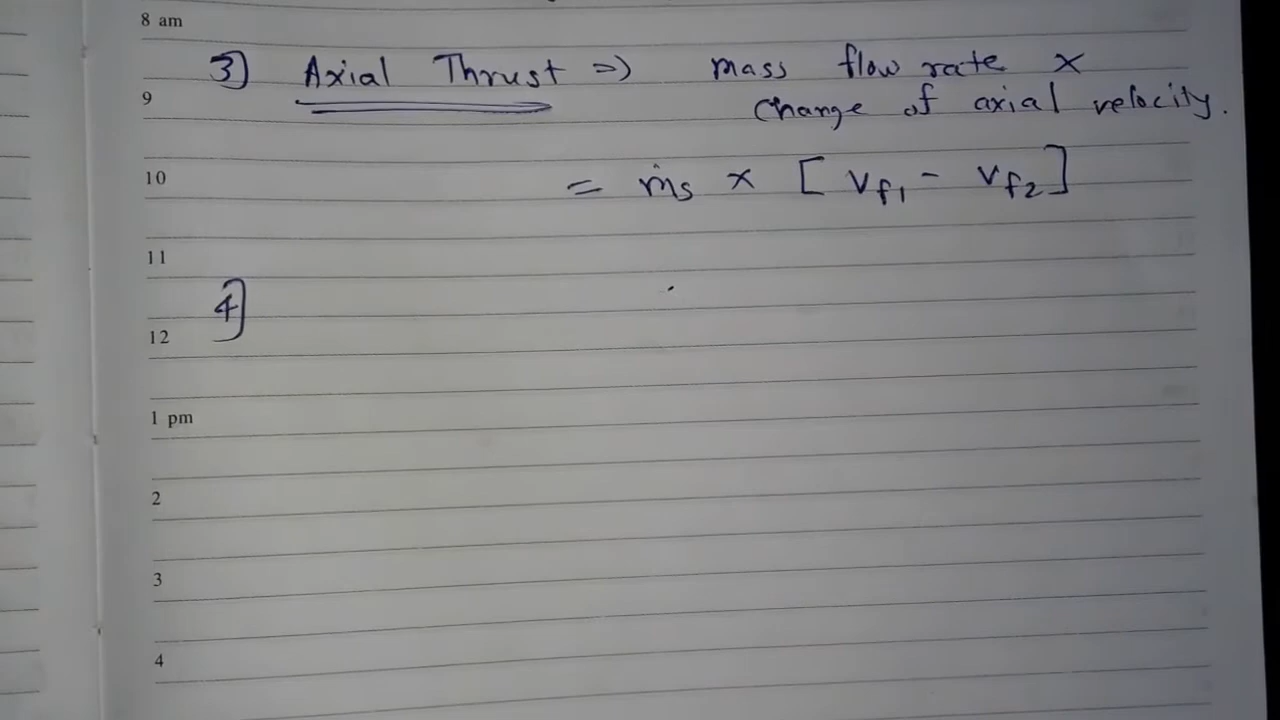 8 am
3] Axial Thrust ⇒ mass flow rate ×
9
change of axial velocity.
10 = ṁs × [ Vf1 - Vf2 ]
11
4]
12
1 pm
2
3
4